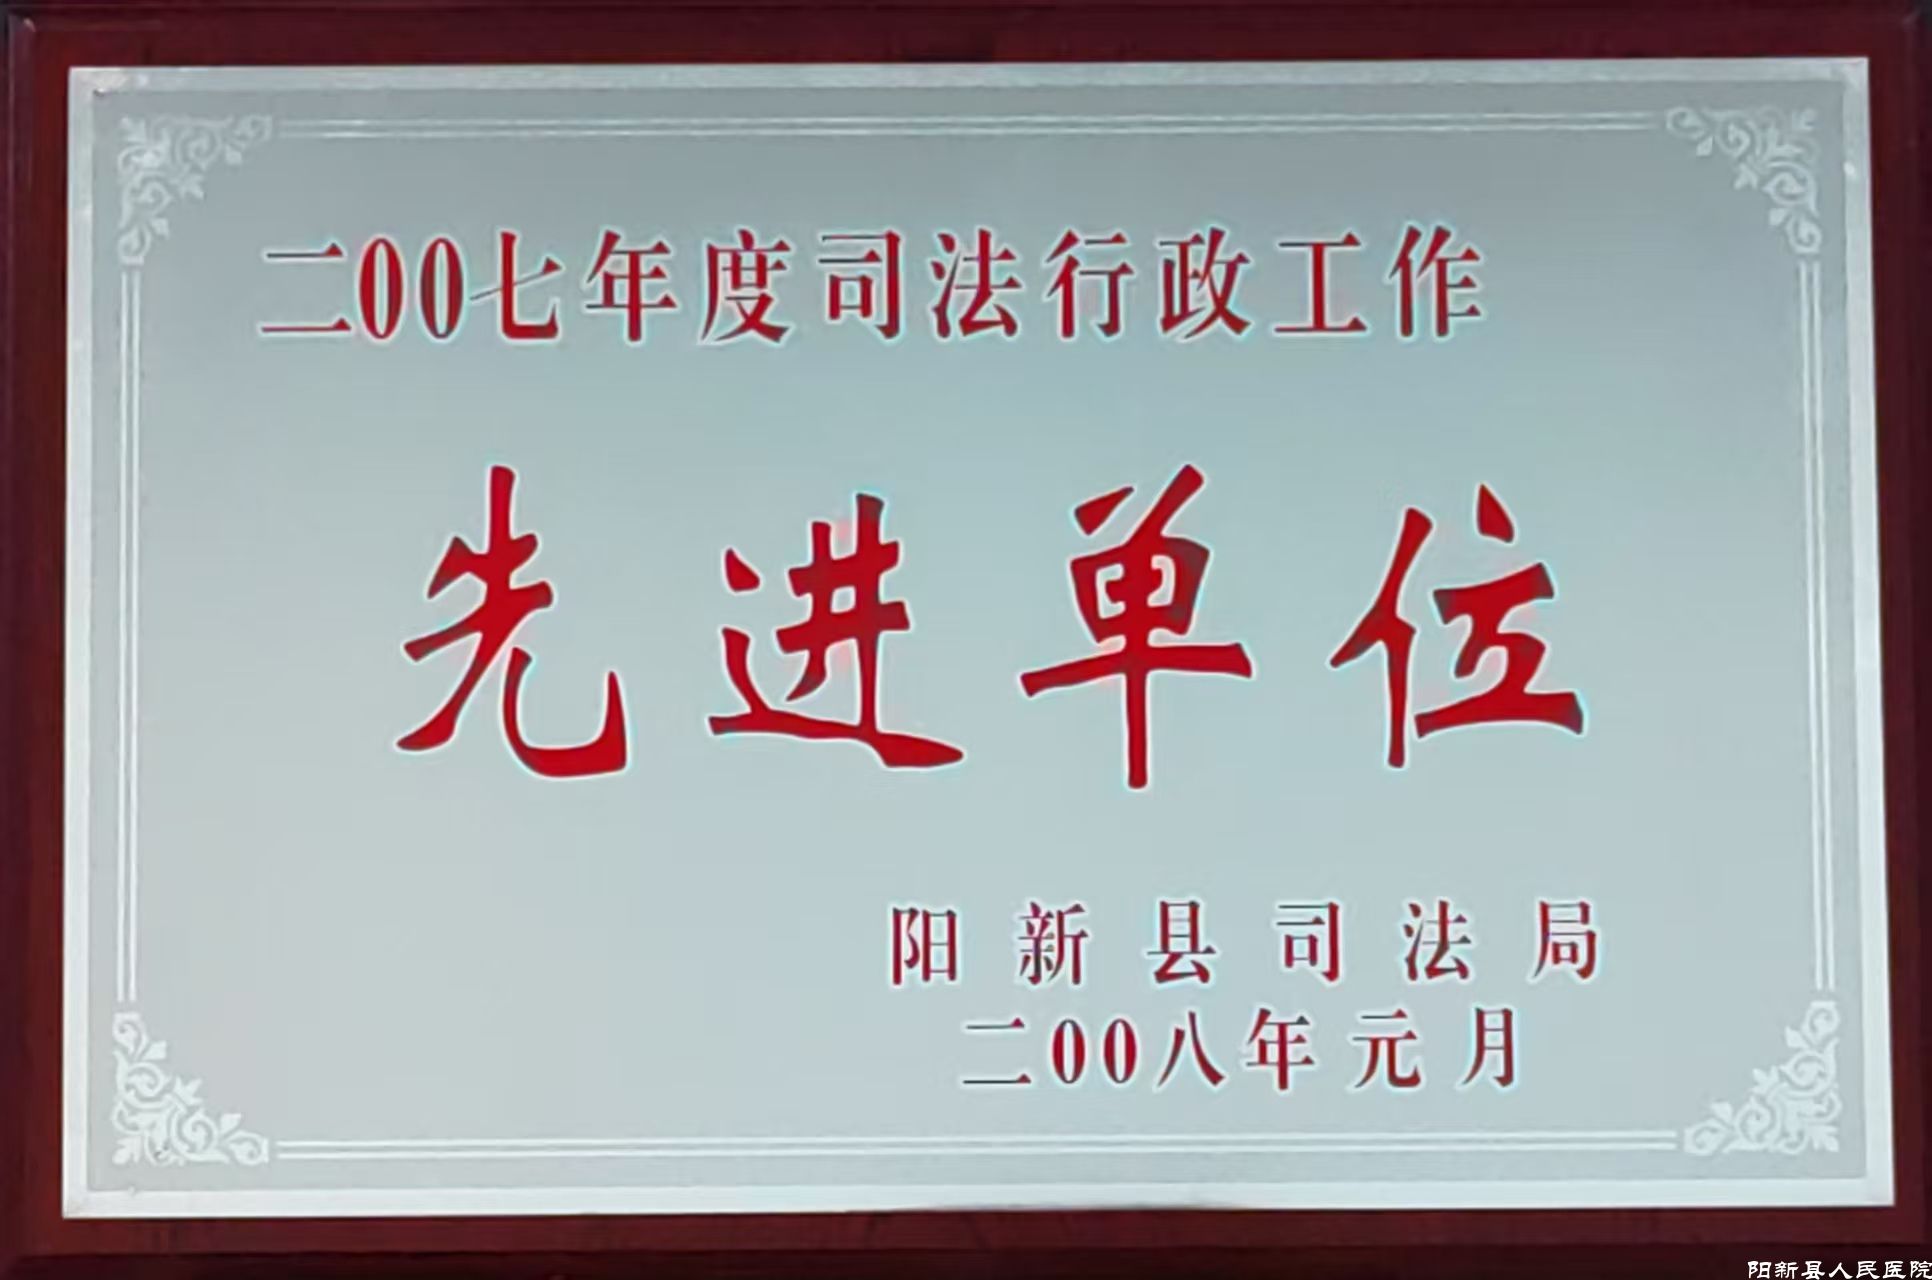 二00七年度司法行政工作
先进单位
阳新县司法局
二00八年元月
阳新县人民医院